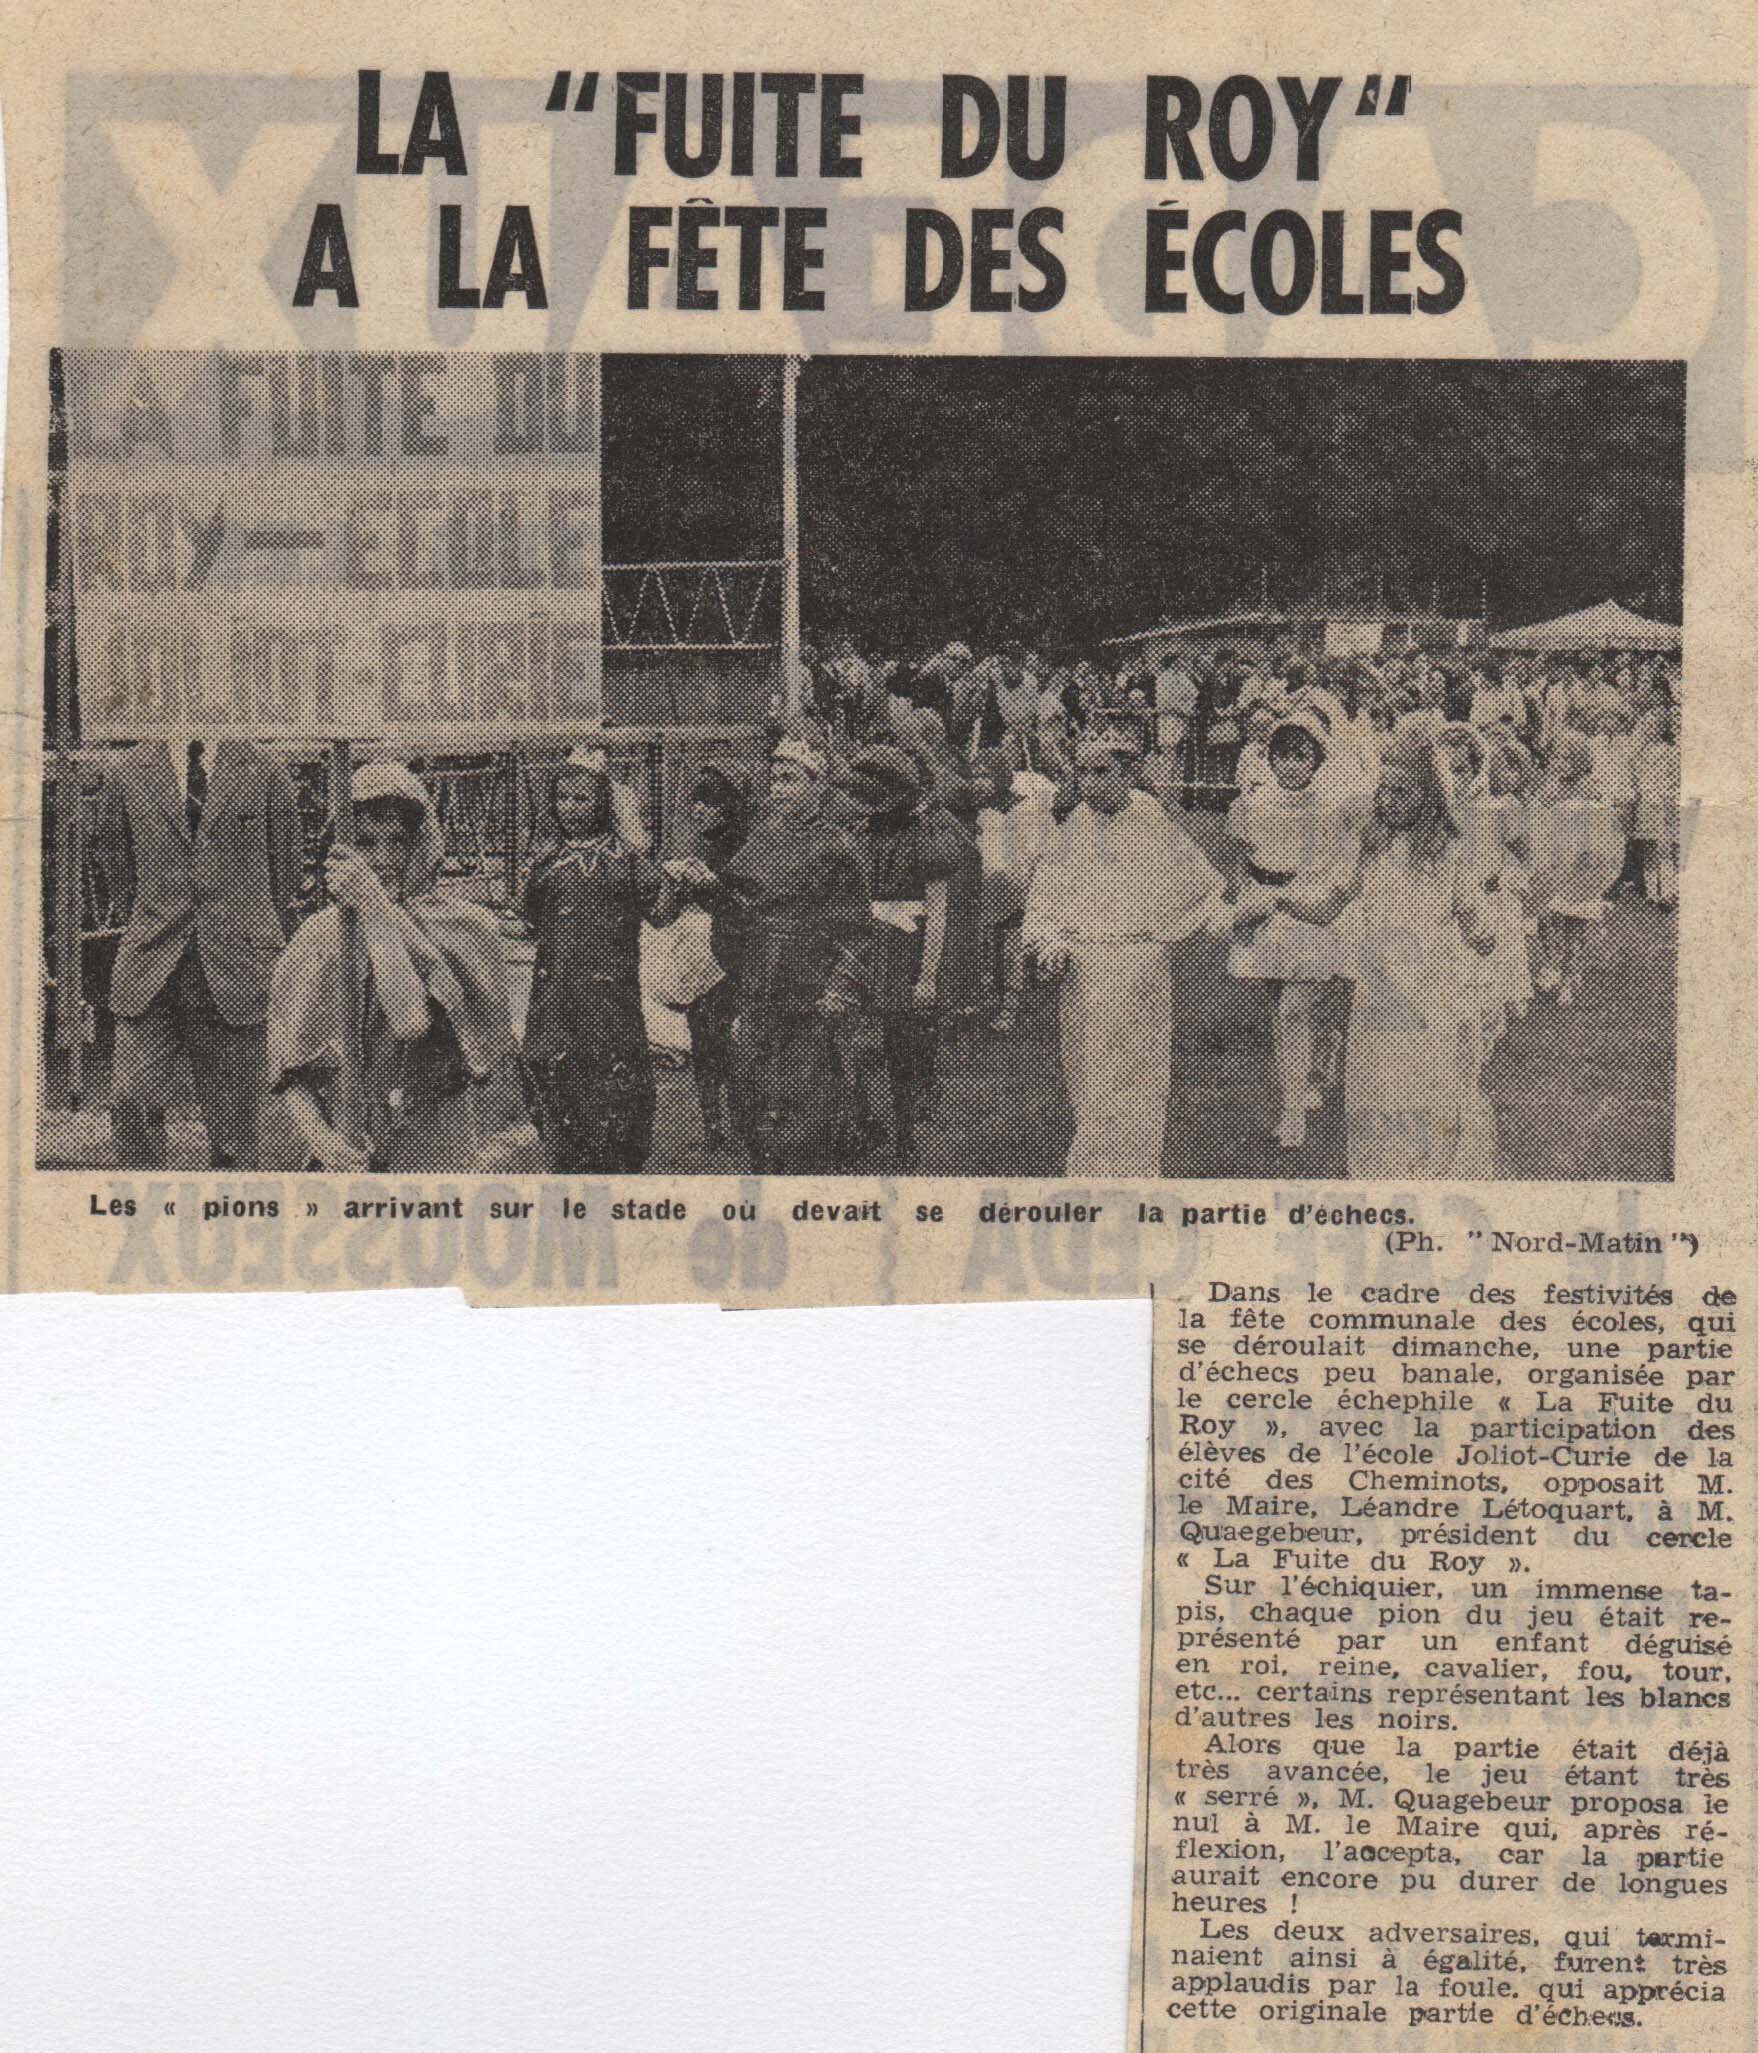 LA "FUITE DU ROY"
A LA FÊTE DES ÉCOLES
LA FUITE DU
ROY — ECOLE
JOLIOT-CURIE
Les « pions » arrivant sur le stade où devait se dérouler la partie d'échecs.
(Ph. "Nord-Matin")
Dans le cadre des festivités de
la fête communale des écoles, qui
se déroulait dimanche, une partie
d'échecs peu banale, organisée par
le cercle échephile « La Fuite du
Roy », avec la participation des
élèves de l'école Joliot-Curie de la
cité des Cheminots, opposait M.
le Maire, Léandre Létoquart, à M.
Quaegebeur, président du cercle
« La Fuite du Roy ».
Sur l'échiquier, un immense ta-
pis, chaque pion du jeu était re-
présenté par un enfant déguisé
en roi, reine, cavalier, fou, tour,
etc... certains représentant les blancs
d'autres les noirs.
Alors que la partie était déjà
très avancée, le jeu étant très
« serré », M. Quagebeur proposa le
nul à M. le Maire qui, après ré-
flexion, l'accepta, car la partie
aurait encore pu durer de longues
heures !
Les deux adversaires, qui termi-
naient ainsi à égalité, furent très
applaudis par la foule, qui apprécia
cette originale partie d'échecs.